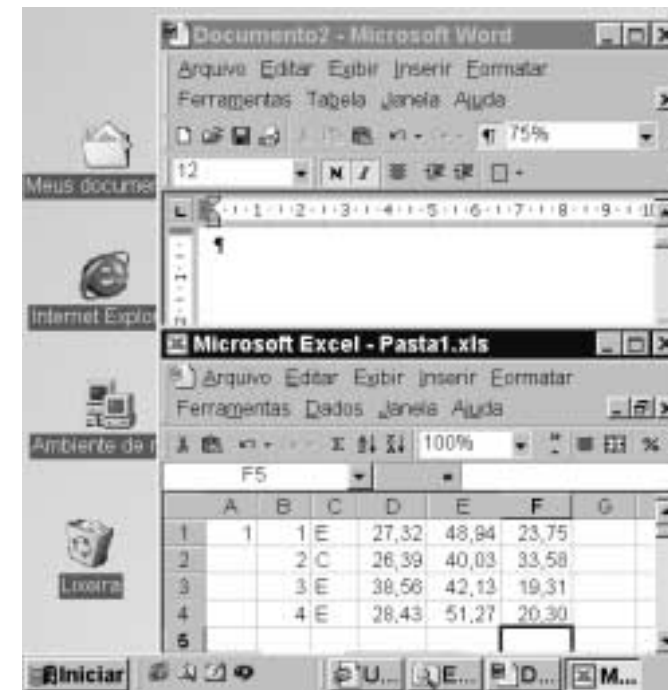 Documento2 - Microsoft Word
Arquivo Editar Exibir Inserir Formatar
Ferramentas Tabela Janela Ajuda
¶ 75%
12 N I
L 1 2 3 4 5 6 7 8 9 10
¶
Meus documen
Internet Explor
Ambiente de r
Lixeira
Microsoft Excel - Pasta1.xls
Arquivo Editar Exibir Inserir Formatar
Ferramentas Dados Janela Ajuda
Σ 100% %
F5 =
A B C D E F G
1 1 1 E 27,32 48,94 23,75
2 2 C 26,39 40,03 33,58
3 3 E 38,56 42,13 19,31
4 4 E 28,43 51,27 20,30
5
Iniciar U... E... D... M...